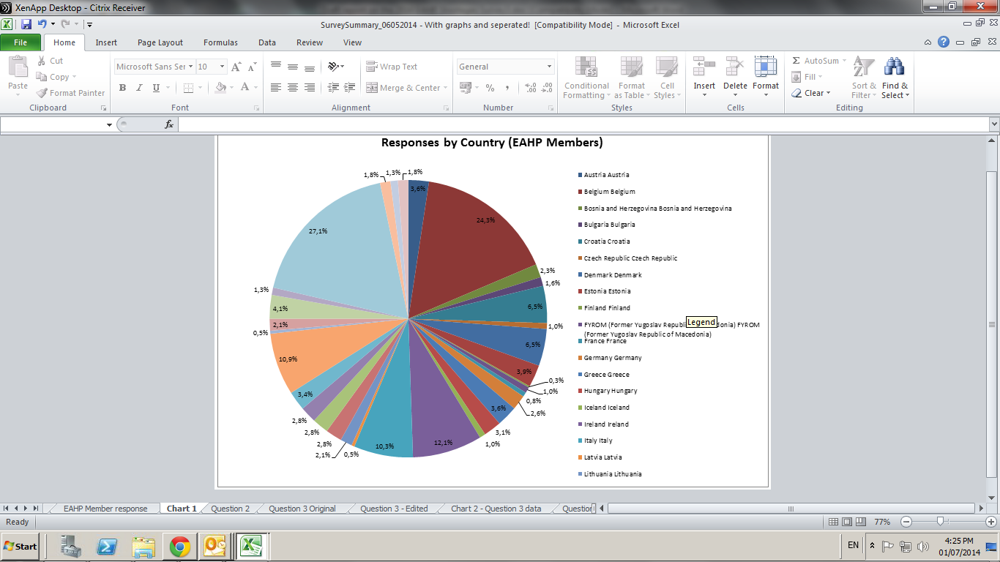 XenApp Desktop - Citrix Receiver
SurveySummary_06052014 - With graphs and seperated! [Compatibility Mode] - Microsoft Excel
File Home Insert Page Layout Formulas Data Review View
Paste
Cut
Copy
Format Painter
Clipboard
Microsoft Sans Ser 10
B I U
Font
Wrap Text
Merge & Center
Alignment
General
Number
Conditional Formatting
Format as Table
Cell Styles
Styles
Insert Delete Format
Cells
AutoSum
Fill
Clear
Sort & Filter
Find & Select
Editing
fx
Responses by Country (EAHP Members)
1,8%
1,3%
1,8%
3,6%
24,3%
2,3%
1,6%
6,5%
1,0%
6,5%
3,9%
0,3%
1,0%
0,8%
2,6%
3,6%
3,1%
1,0%
12,1%
10,3%
0,5%
2,1%
2,8%
2,8%
2,8%
3,4%
10,9%
0,5%
2,1%
4,1%
1,3%
27,1%
Austria Austria
Belgium Belgium
Bosnia and Herzegovina Bosnia and Herzegovina
Bulgaria Bulgaria
Croatia Croatia
Czech Republic Czech Republic
Denmark Denmark
Estonia Estonia
Finland Finland
FYROM (Former Yugoslav Republi edonia) FYROM
(Former Yugoslav Republic of Macedonia)
Legend
France France
Germany Germany
Greece Greece
Hungary Hungary
Iceland Iceland
Ireland Ireland
Italy Italy
Latvia Latvia
Lithuania Lithuania
EAHP Member response Chart 1 Question 2 Question 3 Original Question 3 - Edited Chart 2 - Question 3 data Question
Ready
77%
Start
EN
4:25 PM
01/07/2014